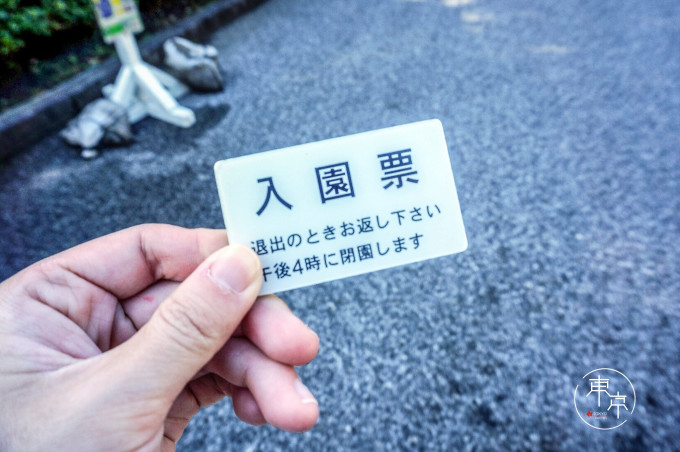 入園票
退出のときお返し下さい
午後4時に閉園します
東京